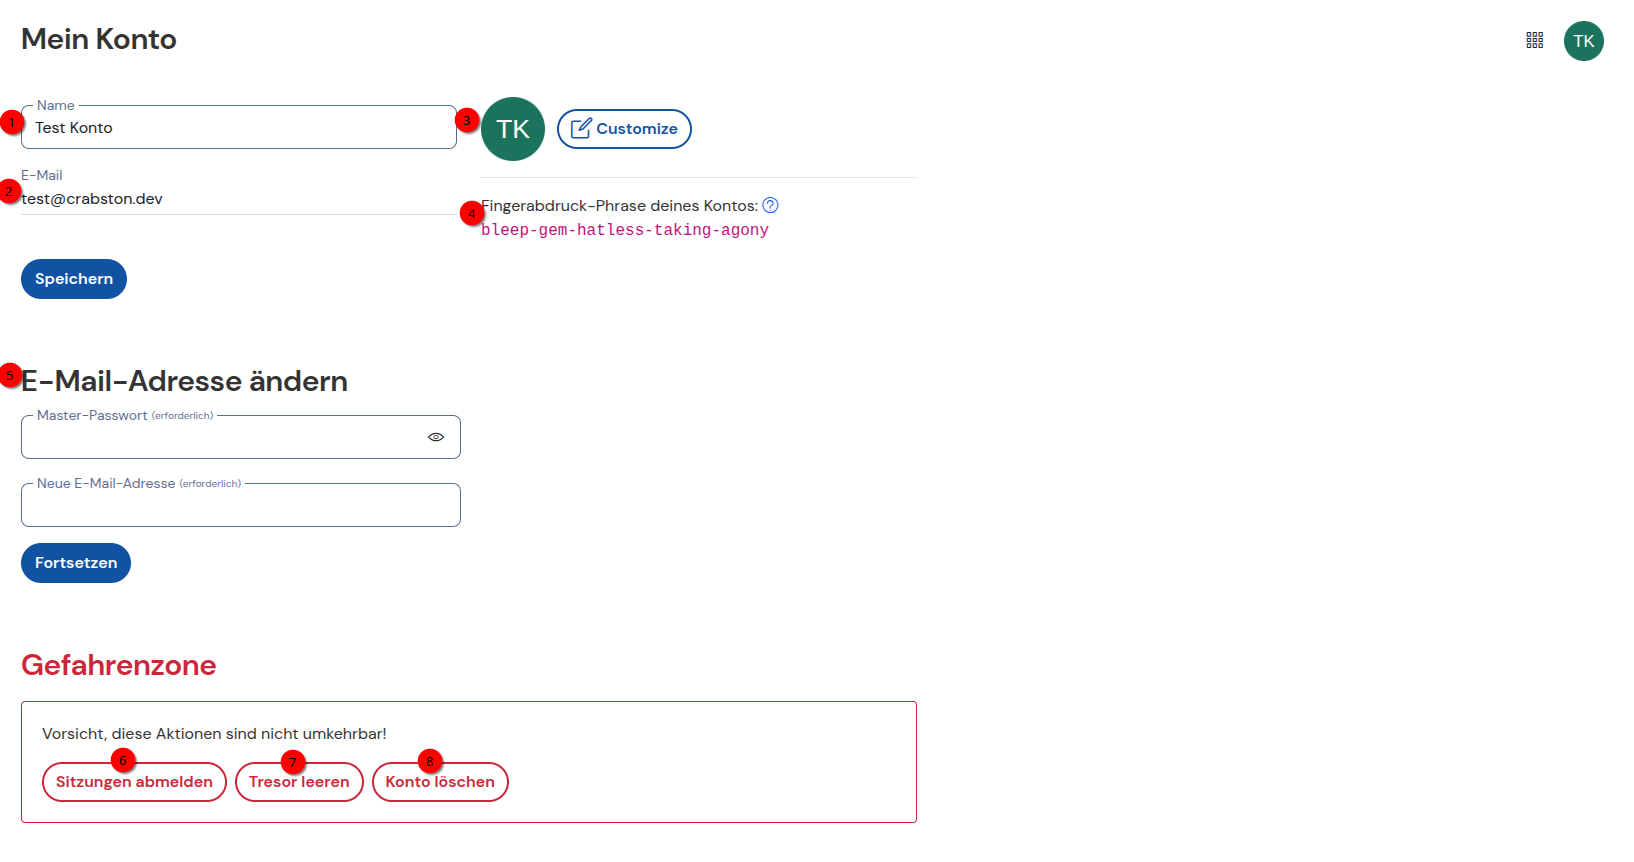 Mein Konto
TK
Name
1
Test Konto
3
TK
Customize
E-Mail
2
test@crabston.dev
4
Fingerabdruck-Phrase deines Kontos:
bleep-gem-hatless-taking-agony
Speichern
5
E-Mail-Adresse ändern
Master-Passwort (erforderlich)
Neue E-Mail-Adresse (erforderlich)
Fortsetzen
Gefahrenzone
Vorsicht, diese Aktionen sind nicht umkehrbar!
6 7 8
Sitzungen abmelden Tresor leeren Konto löschen